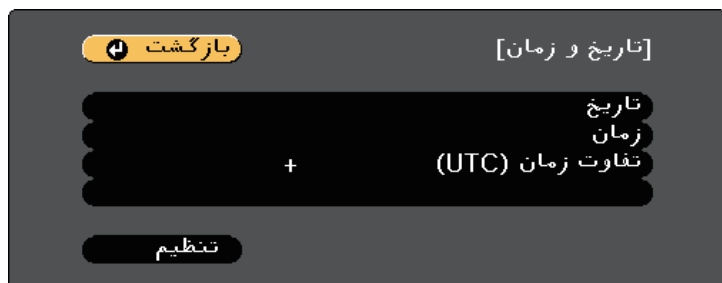 [تاریخ و زمان]
بازگشت
تاریخ
زمان
تفاوت زمان (UTC) +
تنظیم